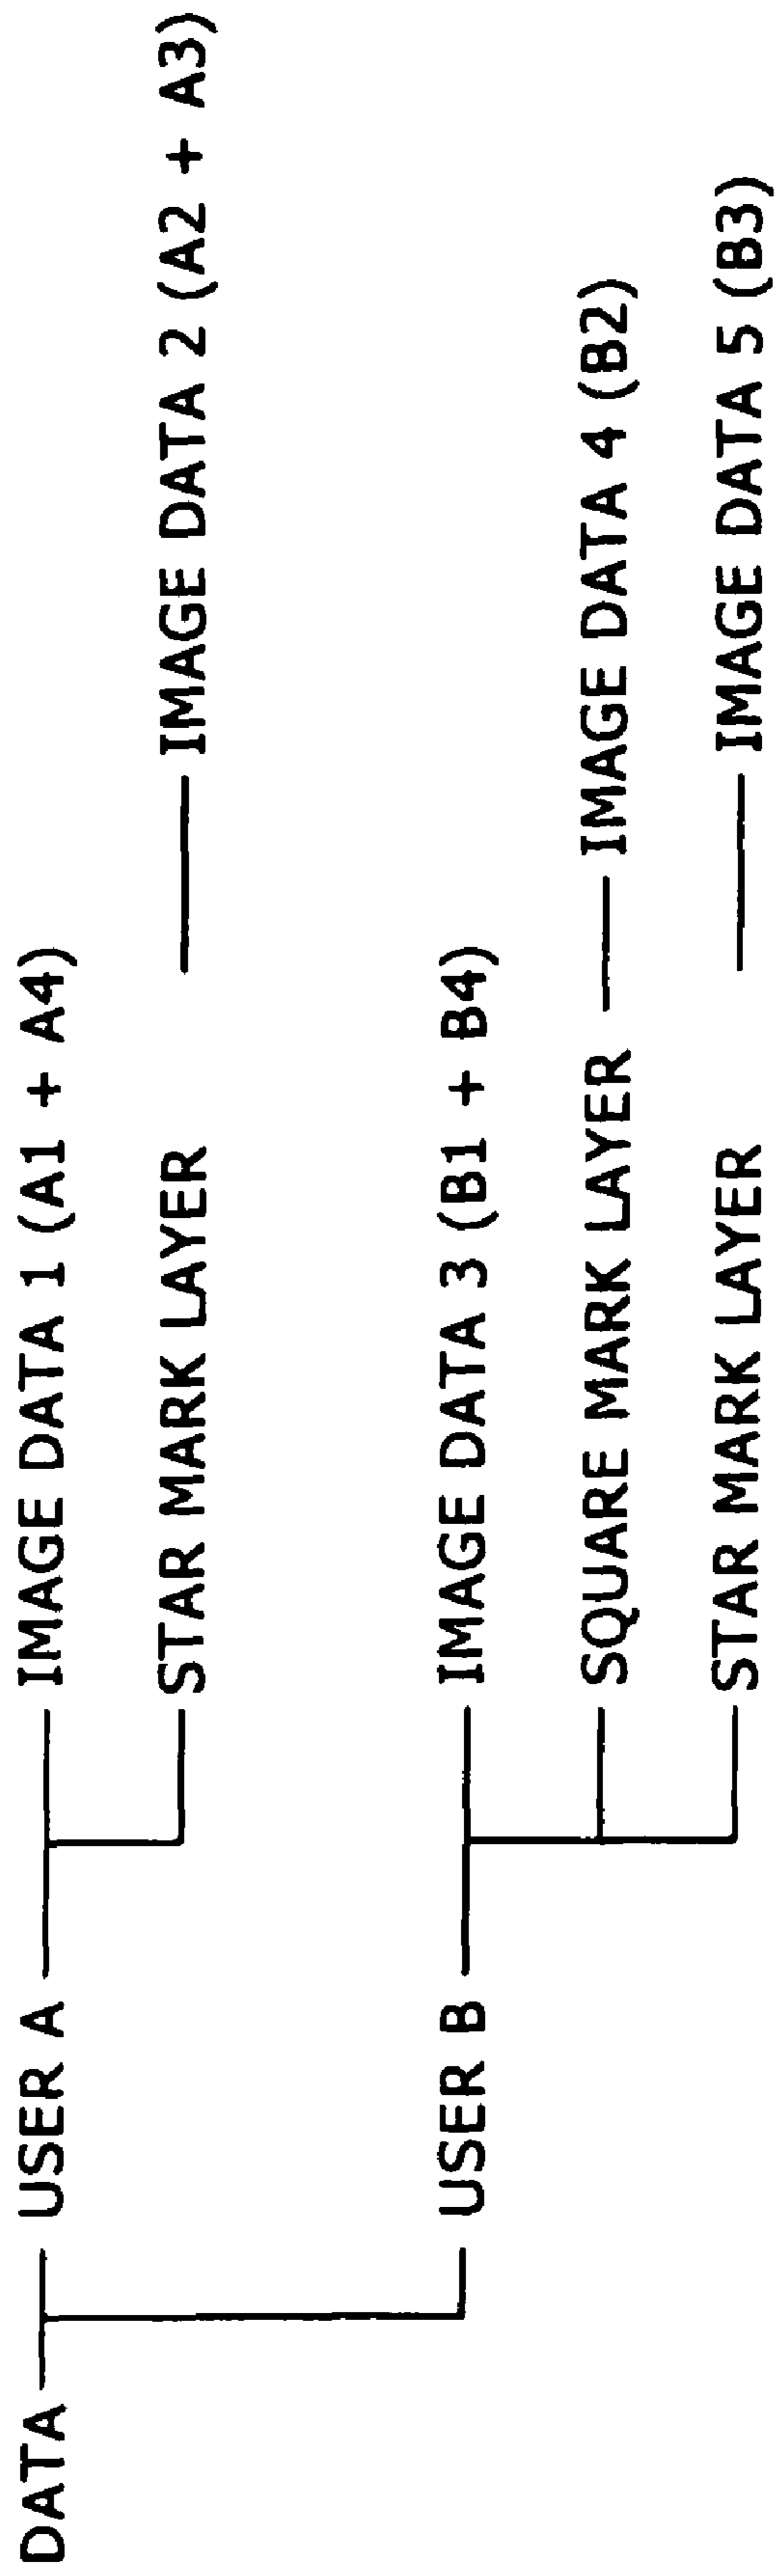 DATA USER A IMAGE DATA 1 (A1 + A4)
STAR MARK LAYER IMAGE DATA 2 (A2 + A3)
USER B IMAGE DATA 3 (B1 + B4)
SQUARE MARK LAYER IMAGE DATA 4 (B2)
STAR MARK LAYER IMAGE DATA 5 (B3)